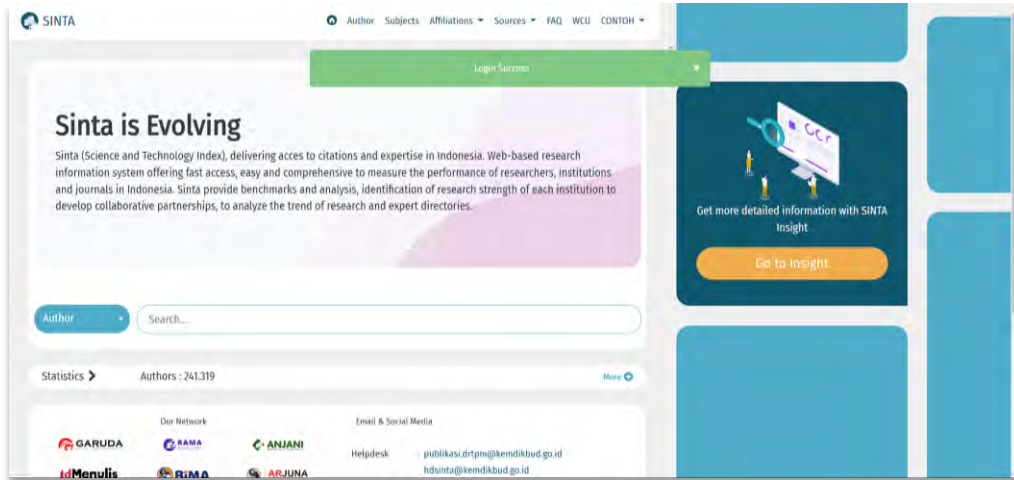 SINTA
Author Subjects Affiliations Sources FAQ WCU CONTOH
Login Success ×
Sinta is Evolving
Sinta (Science and Technology Index), delivering acces to citations and expertise in Indonesia. Web-based research
information system offering fast access, easy and comprehensive to measure the performance of researchers, institutions
and journals in Indonesia. Sinta provide benchmarks and analysis, identification of research strength of each institution to
develop collaborative partnerships, to analyze the trend of research and expert directories.
Get more detailed information with SINTA
Insight
Go to Insight
Author
Search...
Statistics Authors : 241.319 More
Our Network Email & Social Media
GARUDA RAMA ANJANI
Helpdesk : publikasi.drtpm@kemdikbud.go.id
hdsinta@kemdikbud.go.id
IdMenulis RIMA ARJUNA